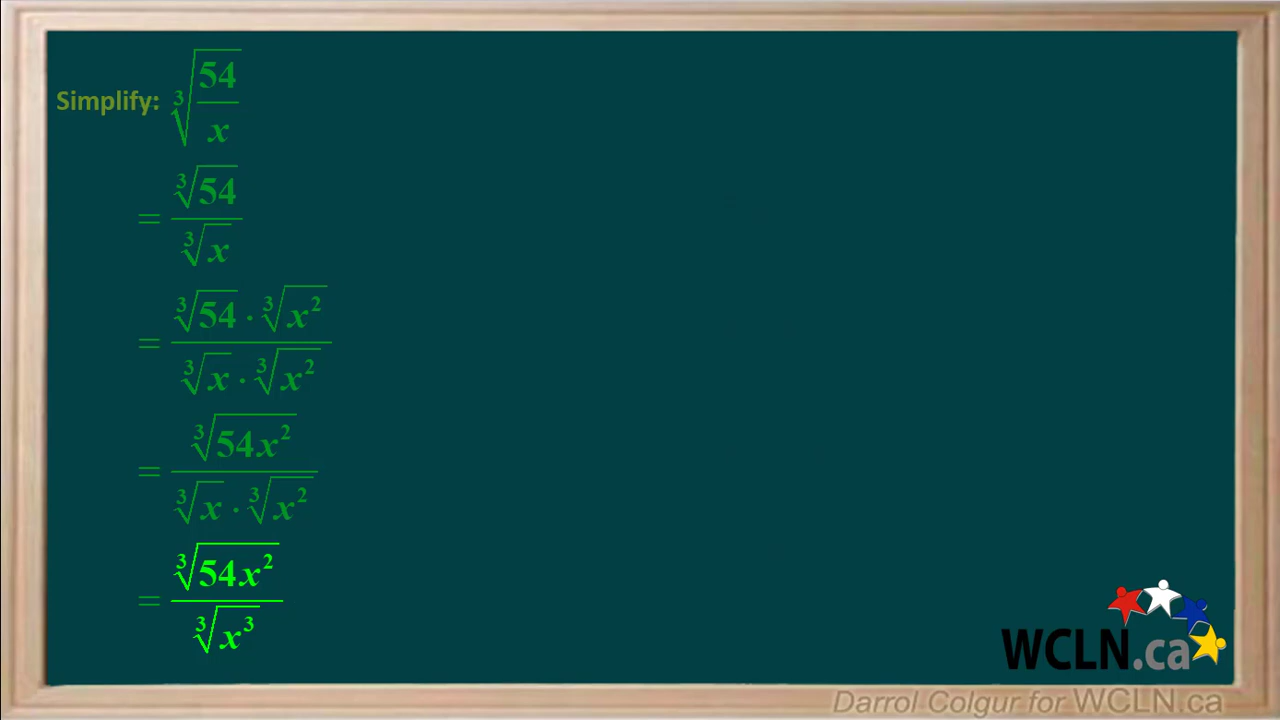 Simplify: ∛(54/x)
= ∛54 / ∛x
= (∛54 · ∛x²) / (∛x · ∛x²)
= ∛(54x²) / (∛x · ∛x²)
= ∛(54x²) / ∛x³
WCLN.ca
Darrol Colgur for WCLN.ca